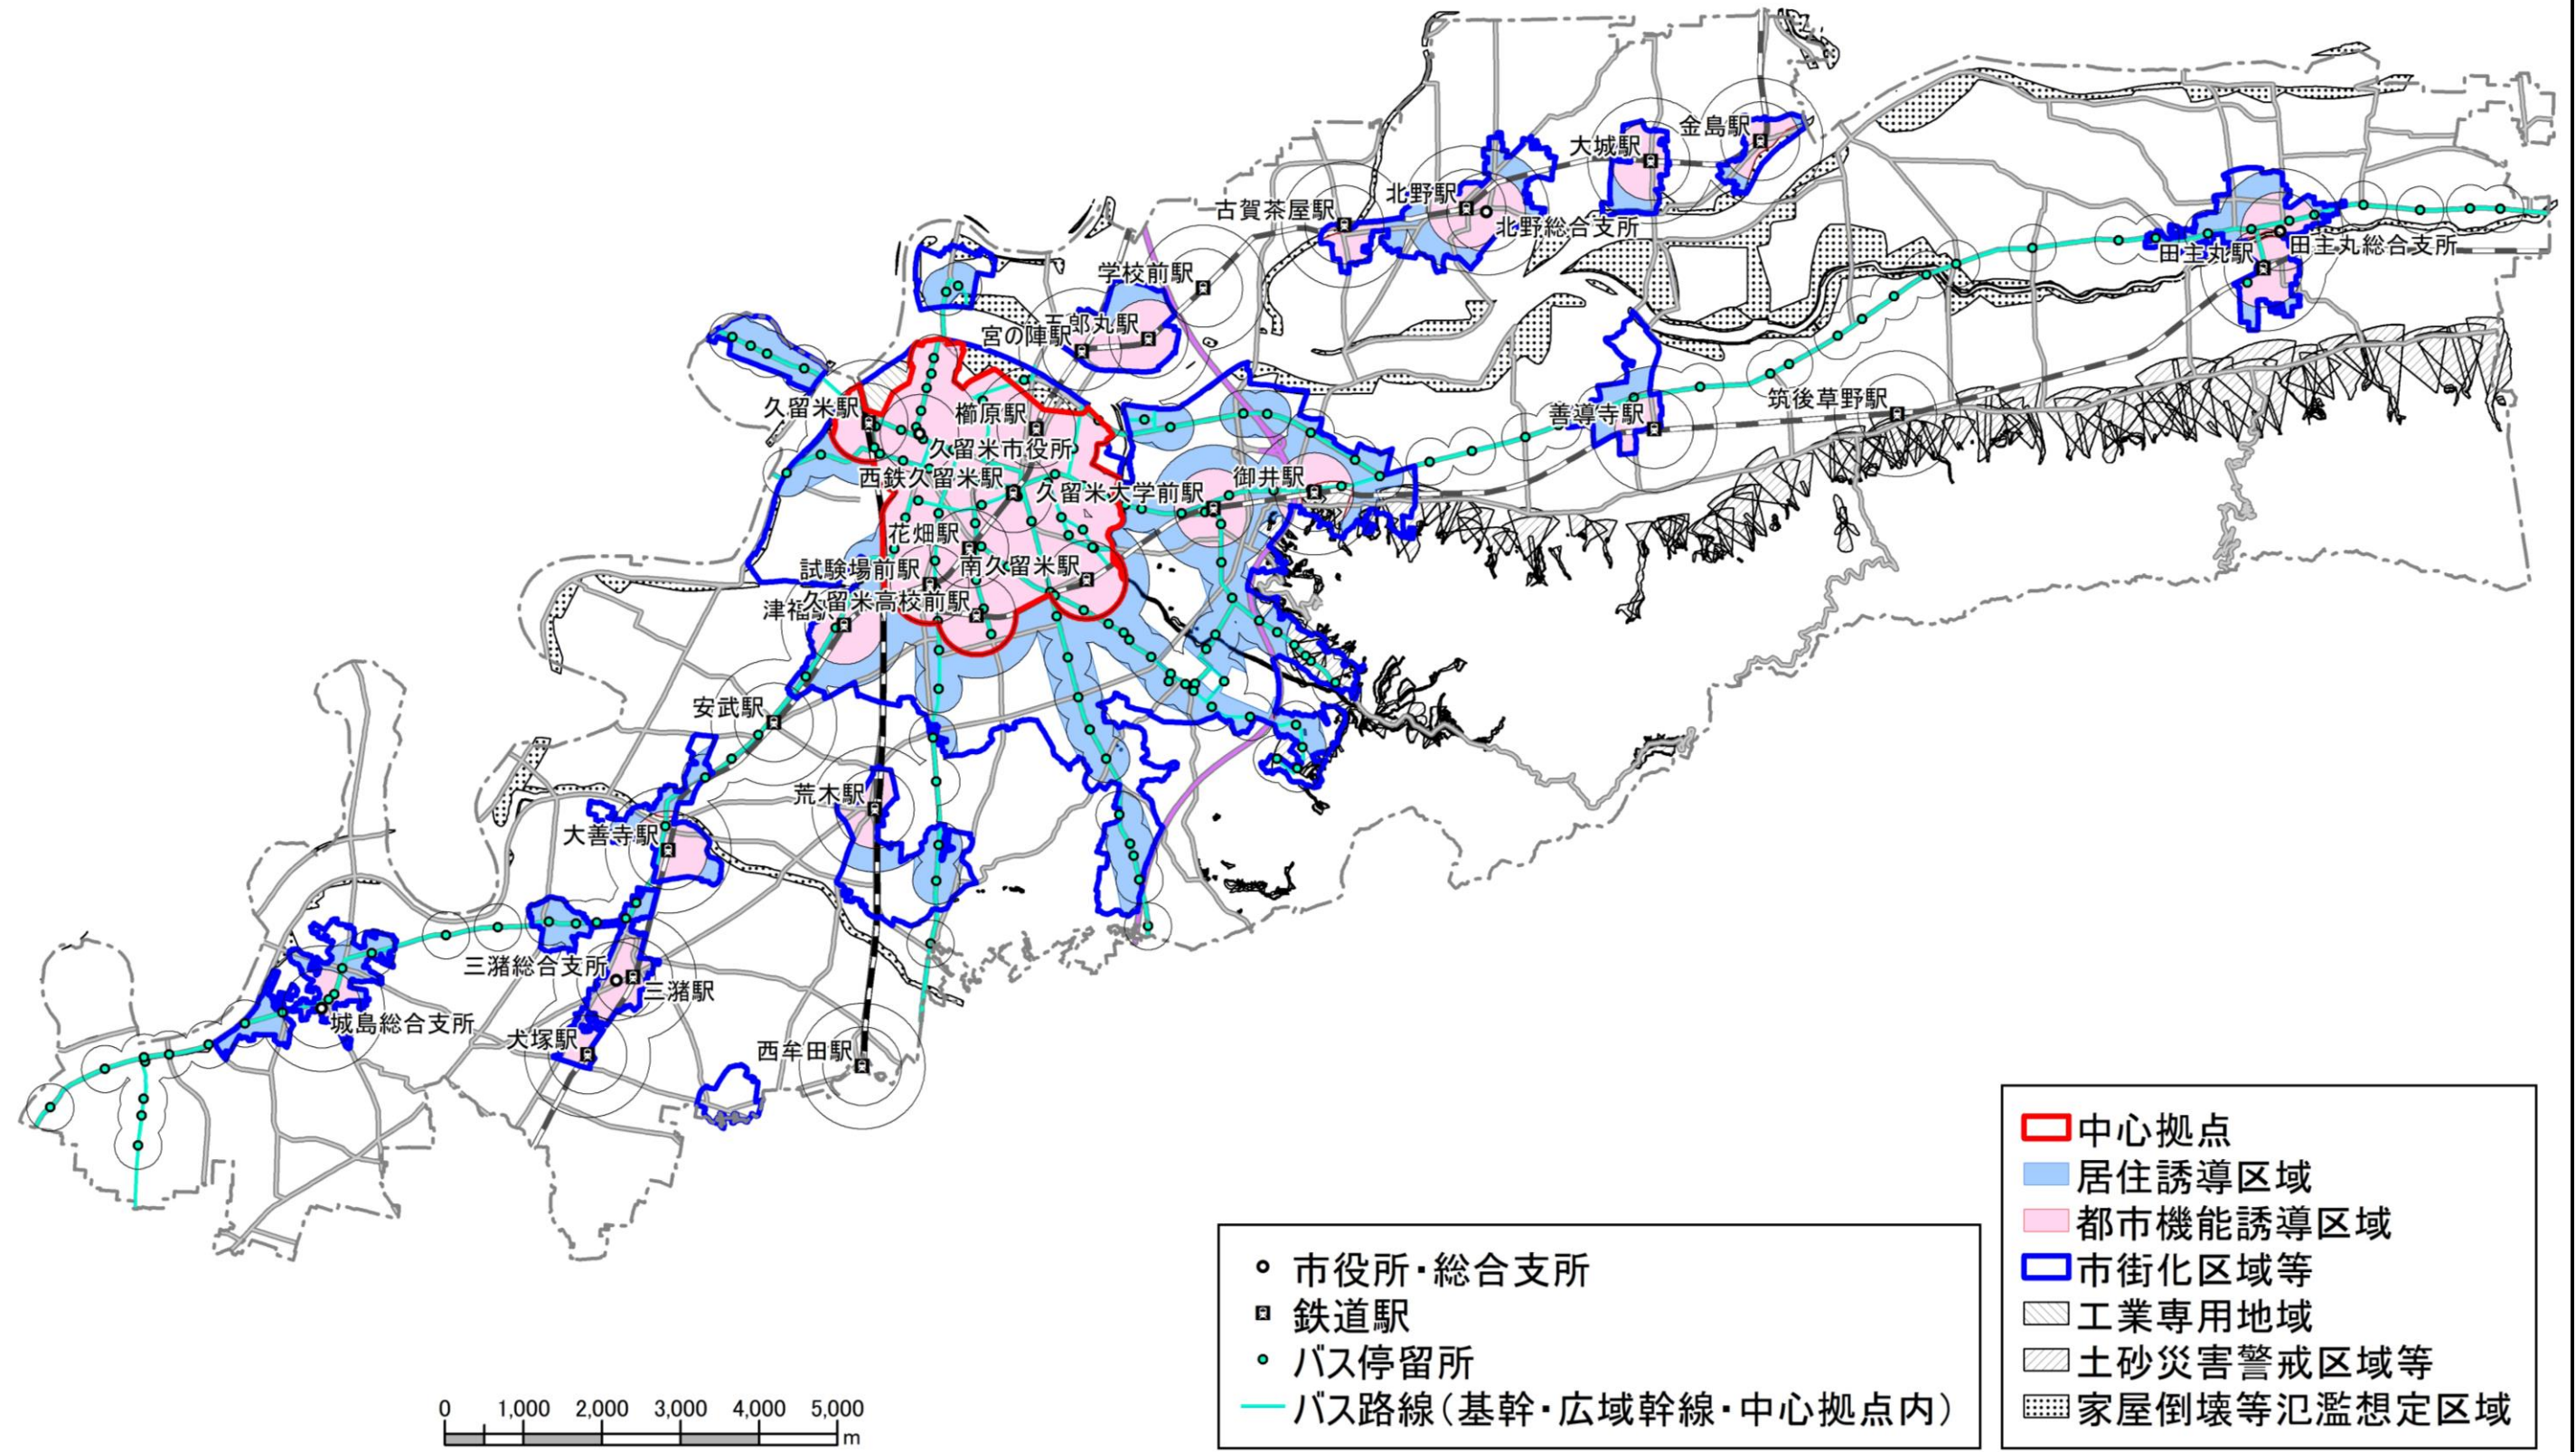 金島駅
大城駅
北野駅
古賀茶屋駅
北野総合支所
田主丸総合支所
田主丸駅
学校前駅
五郎丸駅
宮の陣駅
久留米駅
櫛原駅
善導寺駅
筑後草野駅
久留米市役所
西鉄久留米駅
久留米大学前駅
御井駅
花畑駅
試験場前駅
南久留米駅
久留米高校前駅
津福駅
安武駅
荒木駅
大善寺駅
三潴総合支所
三潴駅
城島総合支所
犬塚駅
西牟田駅
中心拠点
居住誘導区域
都市機能誘導区域
市街化区域等
工業専用地域
土砂災害警戒区域等
家屋倒壊等氾濫想定区域
市役所・総合支所
鉄道駅
バス停留所
バス路線（基幹・広域幹線・中心拠点内）
0 1,000 2,000 3,000 4,000 5,000
m